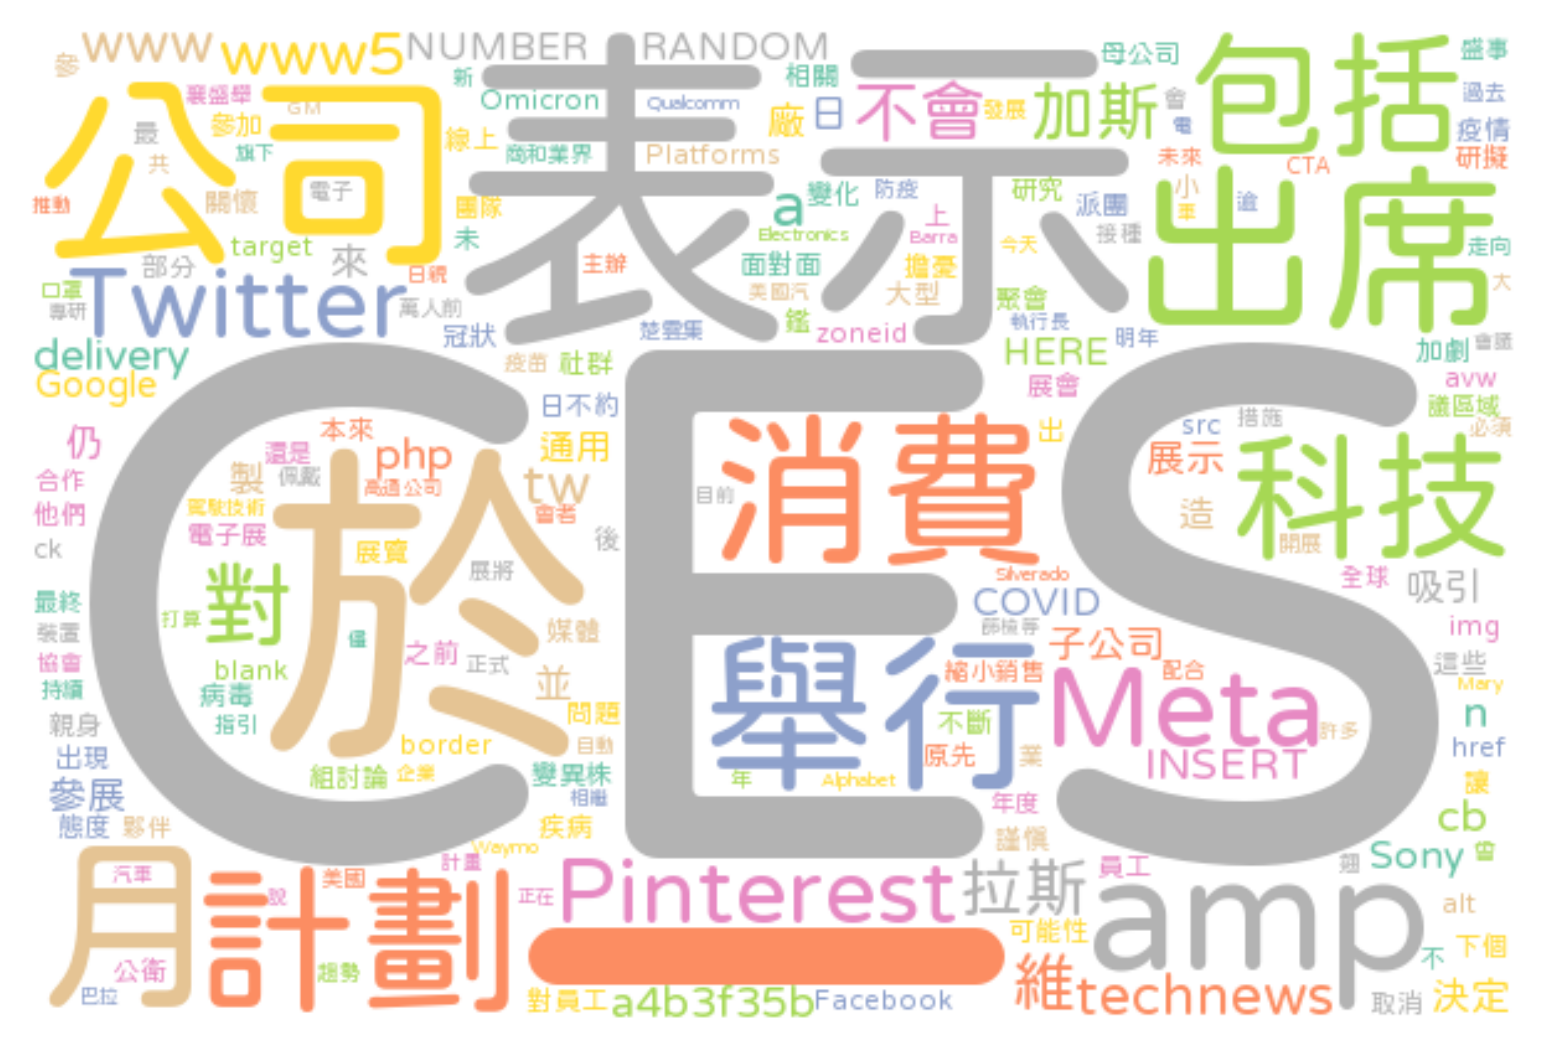 參 www www5 NUMBER RANDOM 母公司 包括 盛事
公司 襄盛舉 GM 新 表示 相關 不會 加斯 會 過去
最 參加 Omicron Qualcomm 廠 日 發展 電 疫情
共 旗下 線上 商和業界 Platforms 未來 CTA 研擬
推動 關懷 電子 團隊 a 變化 防疫 研究 派團 小 單 逾 出席
target 未 Electronics 上 Barra 今天 接種 走向
部分 來 日親 主辦 面對面 擔憂 大
口罩 Twitter 萬人前 美國汽 大型 聚會
專研 冠狀 楚雲集 鑑 zoneid 執行長 明年
delivery 疫苗 社群 HERE 加劇 會議
Google 日不約 展會 avw
CES 議區域
仍 本來 消費 出 src 措施 必須
還是 php 通用 展示 科技
合作 製 佩戴 高通公司 tw 目前
他們 駕駛技術 會者 造
ck 電子展 於 展覽 後 開展
對 展將 Silverado 全球 吸引
最終 COVID
裝置 打算 媒體 篩檢等 子公司 img
協會 之前 正式 舉行 縮小銷售 配合 這些
持續 blank 病毒 並 Meta Mary
親身 指引 問題 不斷 許多 n
出現 border 自動 原先 業 INSERT href
參展 組討論 企業 變異株 年 Alphabet 讓
相繼 年度 cb
態度 夥伴 疾病 謹慎 Sony 曾
月 汽車 計劃 美國 計畫 Waymo Pinterest 拉斯 員工 翹
說 正在 amp alt
公衛 趨勢 可能性 不 下個
巴拉 對員工 a4b3f35b Facebook 維 technews 取消 決定